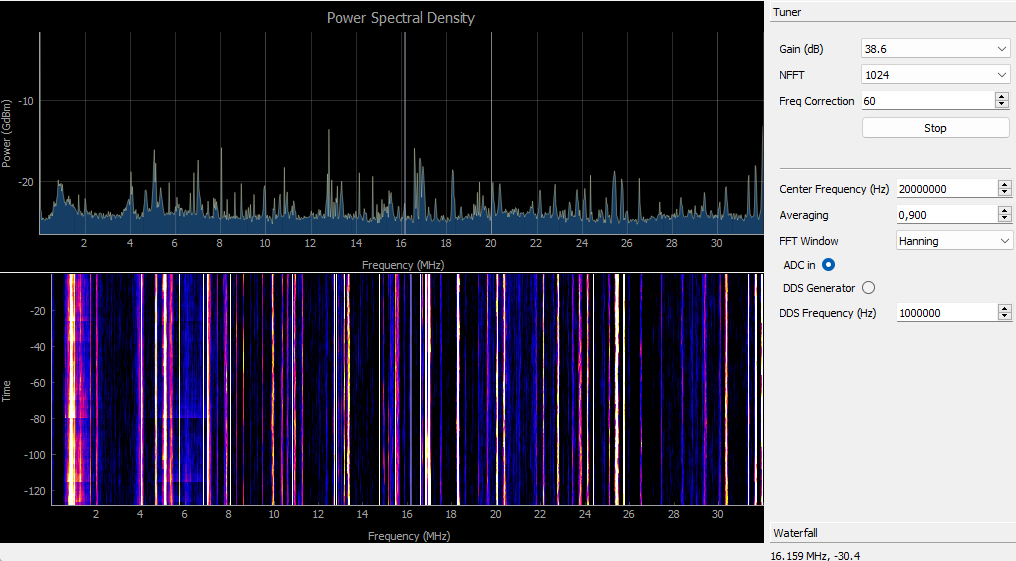 Power Spectral Density
Power (GdBm)
-10
-20
2 4 6 8 10 12 14 16 18 20 22 24 26 28 30
Frequency (MHz)
Time
-20
-40
-60
-80
-100
-120
2 4 6 8 10 12 14 16 18 20 22 24 26 28 30
Frequency (MHz)
Tuner
Gain (dB) 38.6
NFFT 1024
Freq Correction 60
Stop
Center Frequency (Hz) 20000000
Averaging 0,900
FFT Window Hanning
ADC in
DDS Generator
DDS Frequency (Hz) 1000000
Waterfall
16.159 MHz, -30.4